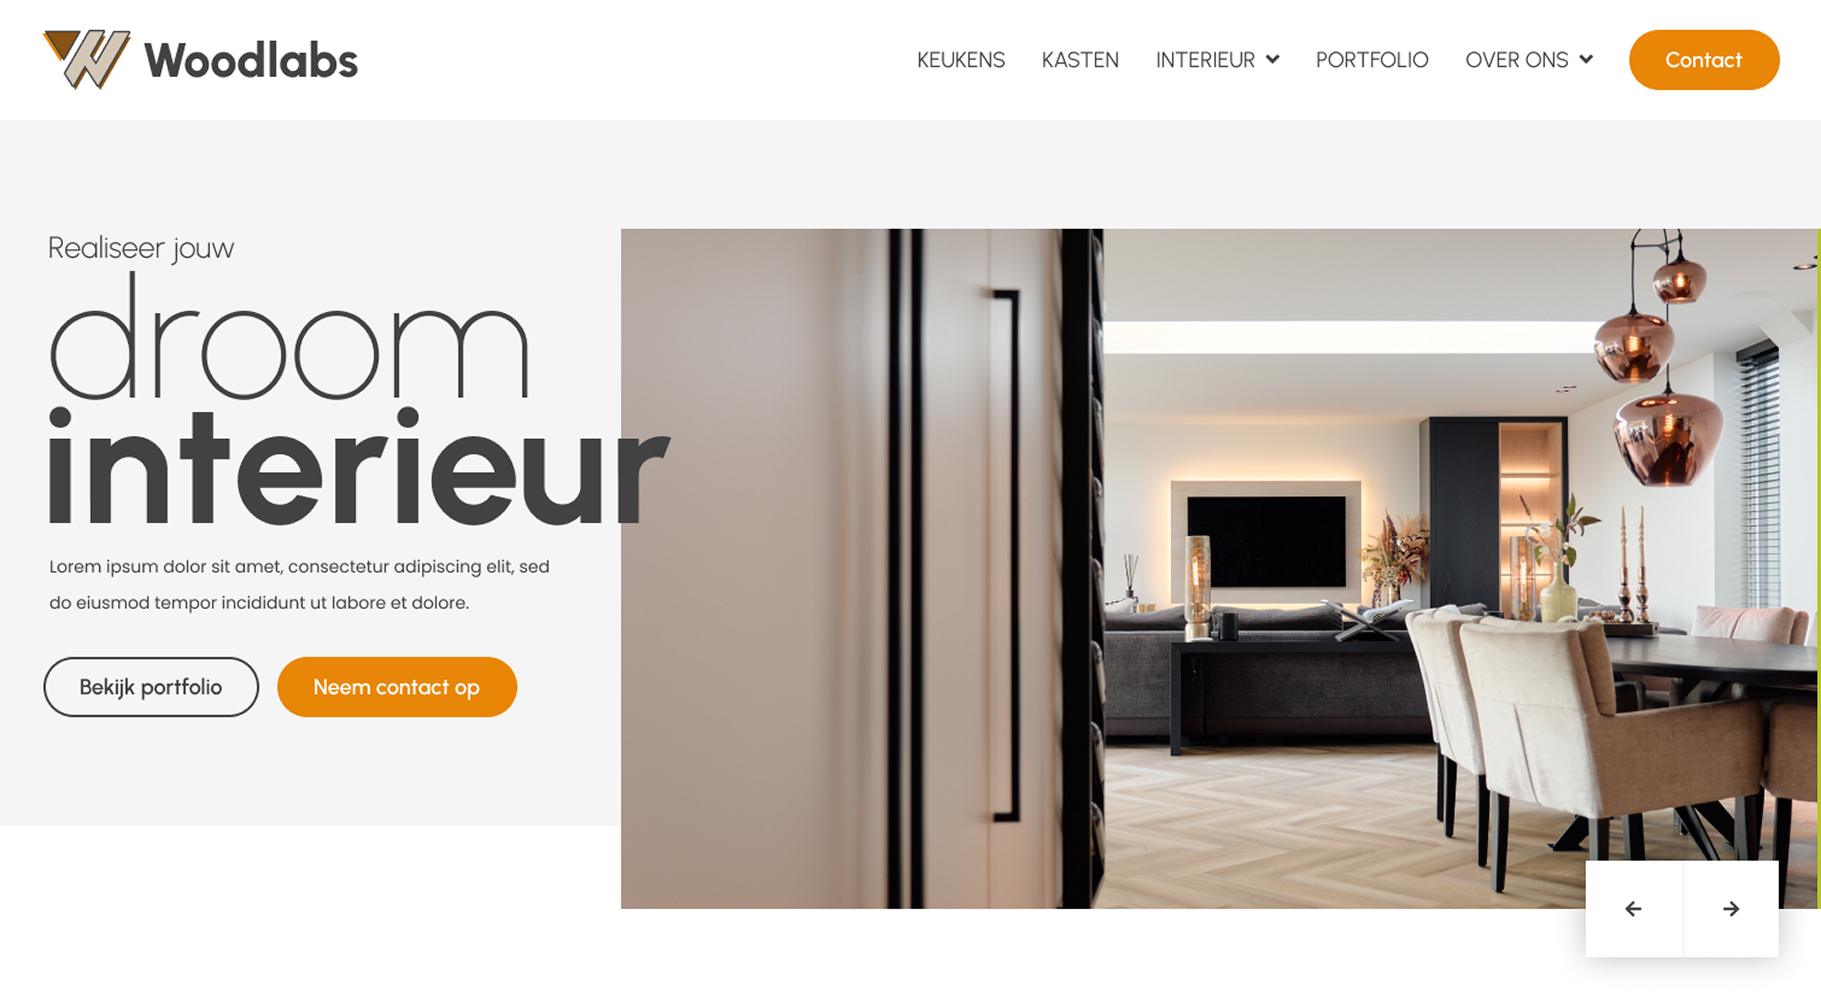 Woodlabs
KEUKENS
KASTEN
INTERIEUR
PORTFOLIO
OVER ONS
Contact
Realiseer jouw
droom
interieur
Lorem ipsum dolor sit amet, consectetur adipiscing elit, sed
do eiusmod tempor incididunt ut labore et dolore.
Bekijk portfolio
Neem contact op